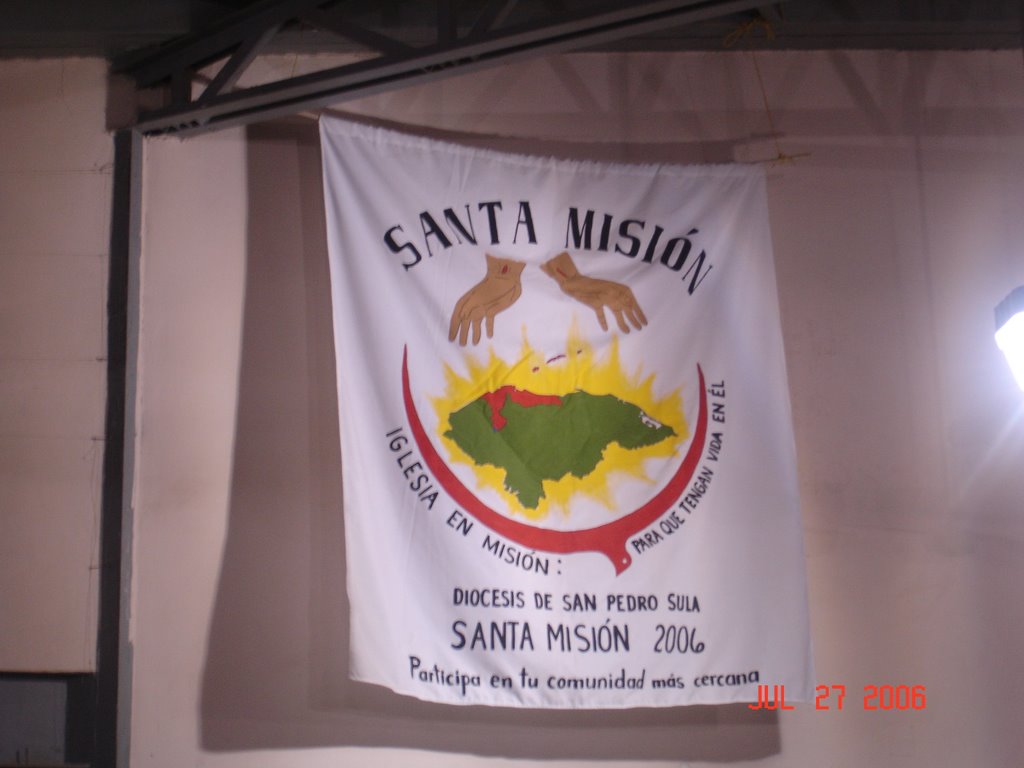 SANTA MISIÓN
IGLESIA EN MISIÓN:
PARA QUE TENGAN VIDA EN ÉL
DIOCESIS DE SAN PEDRO SULA
SANTA MISIÓN 2006
Participa en tu comunidad más cercana
JUL 27 2006